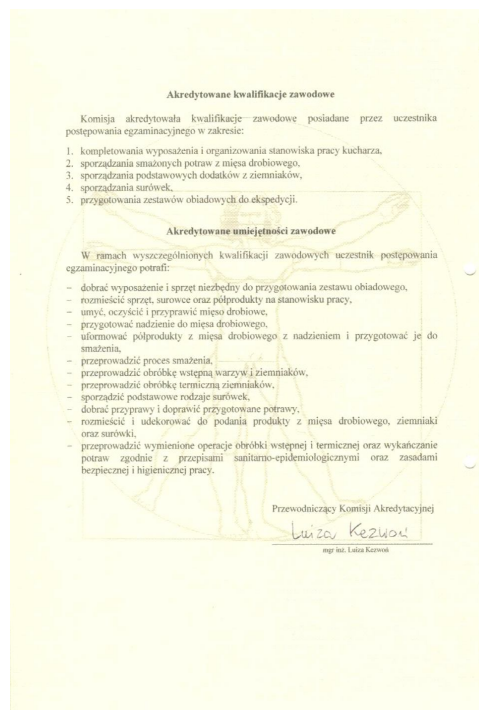 Akredytowane kwalifikacje zawodowe
Komisja akredytowała kwalifikacje zawodowe posiadane przez uczestnika
postępowania egzaminacyjnego w zakresie:
1. kompletowania wyposażenia i organizowania stanowiska pracy kucharza,
2. sporządzania smażonych potraw z mięsa drobiowego,
3. sporządzania podstawowych dodatków z ziemniaków,
4. sporządzania surówek,
5. przygotowania zestawów obiadowych do ekspedycji.
Akredytowane umiejętności zawodowe
W ramach wyszczególnionych kwalifikacji zawodowych uczestnik postępowania
egzaminacyjnego potrafi:
– dobrać wyposażenie i sprzęt niezbędny do przygotowania zestawu obiadowego,
– rozmieścić sprzęt, surowce oraz półprodukty na stanowisku pracy,
– umyć, oczyścić i przyprawić mięso drobiowe,
– przygotować nadzienie do mięsa drobiowego,
– uformować półprodukty z mięsa drobiowego z nadzieniem i przygotować je do
smażenia,
– przeprowadzić proces smażenia,
– przeprowadzić obróbkę wstępną warzyw i ziemniaków,
– przeprowadzić obróbkę termiczną ziemniaków,
– sporządzić podstawowe rodzaje surówek,
– dobrać przyprawy i doprawić przygotowane potrawy,
– rozmieścić i udekorować do podania produkty z mięsa drobiowego, ziemniaki
oraz surówki,
– przeprowadzić wymienione operacje obróbki wstępnej i termicznej oraz wykańczanie
potraw zgodnie z przepisami sanitarno-epidemiologicznymi oraz zasadami
bezpiecznej i higienicznej pracy.
Przewodniczący Komisji Akredytacyjnej
Luiza Kezwoń
mgr inż. Luiza Kezwoń